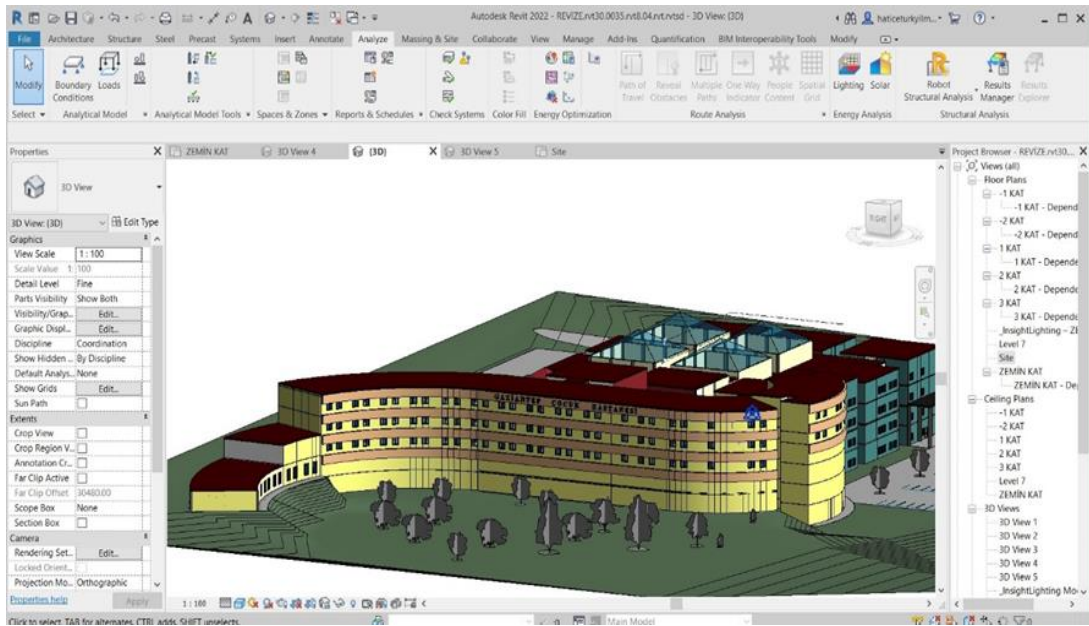 Autodesk Revit 2022 - REVİZE.rvt30.0035.rvt8.04.rvt.rvtsd - 3D View: {3D}
haticeturkyilm...
File Architecture Structure Steel Precast Systems Insert Annotate Analyze Massing & Site Collaborate View Manage Add-Ins Quantification BIM Interoperability Tools Modify
Modify Boundary Conditions Loads
Path of Travel Reveal Obstacles Multiple Paths One Way Indicator People Content Spatial Grid Lighting Solar Robot Structural Analysis Results Manager Results Explorer
Select Analytical Model Analytical Model Tools Spaces & Zones Reports & Schedules Check Systems Color Fill Energy Optimization Route Analysis Energy Analysis Structural Analysis
Properties X
ZEMİN KAT 3D View 4 {3D} X 3D View 5 Site
Project Browser - REVİZE.rvt30... X
3D View
3D View: {3D} Edit Type
Graphics
View Scale 1 : 100
Scale Value 1: 100
Detail Level Fine
Parts Visibility Show Both
Visibility/Grap... Edit...
Graphic Displ... Edit...
Discipline Coordination
Show Hidden ... By Discipline
Default Analys... None
Show Grids Edit...
Sun Path
Extents
Crop View
Crop Region V...
Annotation Cr...
Far Clip Active
Far Clip Offset 30480.00
Scope Box None
Section Box
Camera
Rendering Set... Edit...
Locked Orient...
Projection Mo... Orthographic
Properties help Apply
GAZİANTEP ÇOCUK HASTANESİ
Views (all)
Floor Plans
-1 KAT
-1 KAT - Depend
-2 KAT
-2 KAT - Depend
1 KAT
1 KAT - Depende
2 KAT
2 KAT - Depende
3 KAT
3 KAT - Depende
_InsightLighting - ZE
Level 7
Site
ZEMİN KAT
ZEMİN KAT - De
Ceiling Plans
-1 KAT
-2 KAT
1 KAT
2 KAT
3 KAT
Level 7
ZEMİN KAT
3D Views
3D View 1
3D View 2
3D View 3
3D View 4
3D View 5
_InsightLighting Mo
1 : 100
Click to select, TAB for alternates, CTRL adds, SHIFT unselects.
Main Model